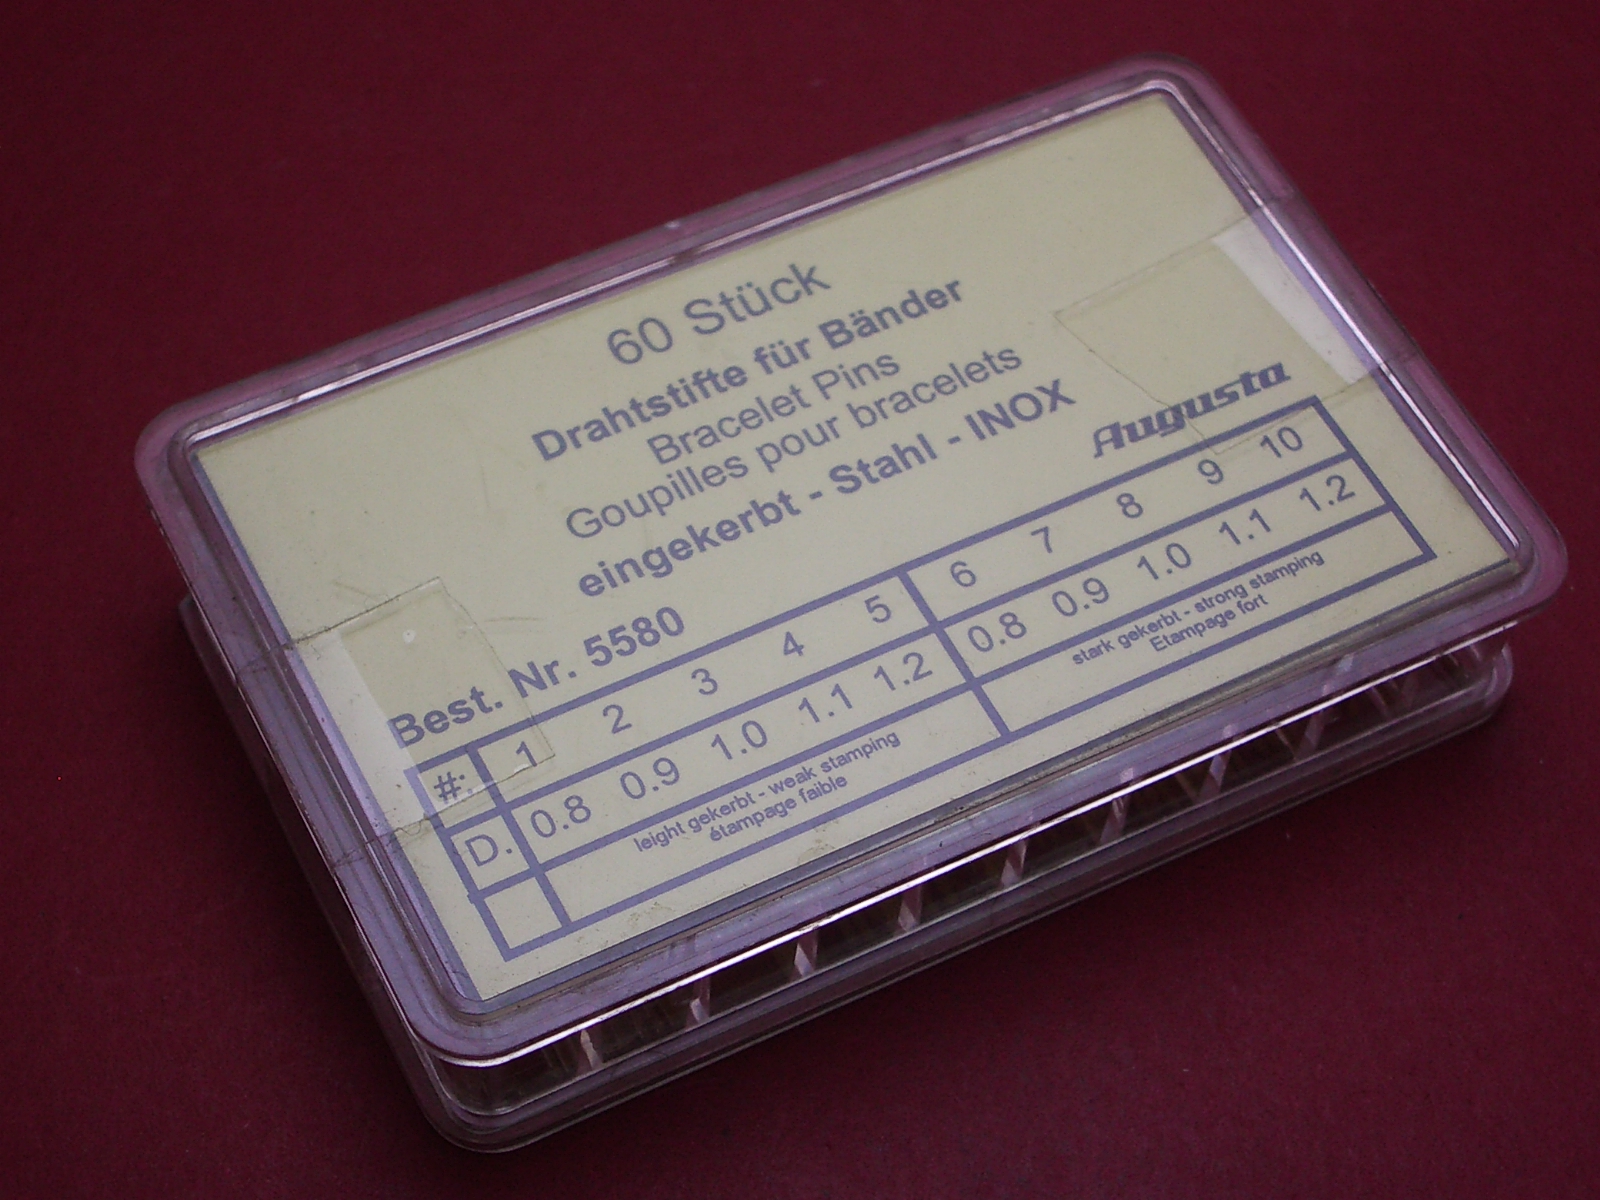 60 Stück
Drahtstifte für Bänder
Bracelet Pins
Goupilles pour bracelets
eingekerbt - Stahl - INOX
Best. Nr. 5580
Augusta
#: 1 2 3 4 5 6 7 8 9 10
D. 0.8 0.9 1.0 1.1 1.2 0.8 0.9 1.0 1.1 1.2
leight gekerbt - weak stamping
étampage faible
stark gekerbt - strong stamping
Etampage fort